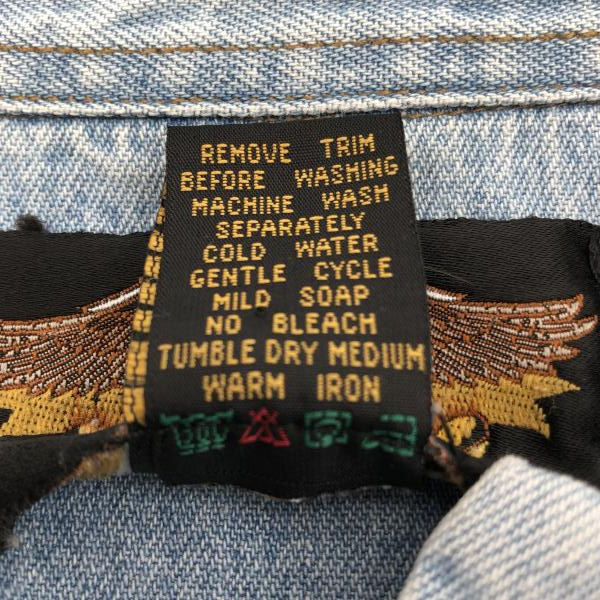 REMOVE TRIM
BEFORE WASHING
MACHINE WASH
SEPARATELY
COLD WATER
GENTLE CYCLE
MILD SOAP
NO BLEACH
TUMBLE DRY MEDIUM
WARM IRON